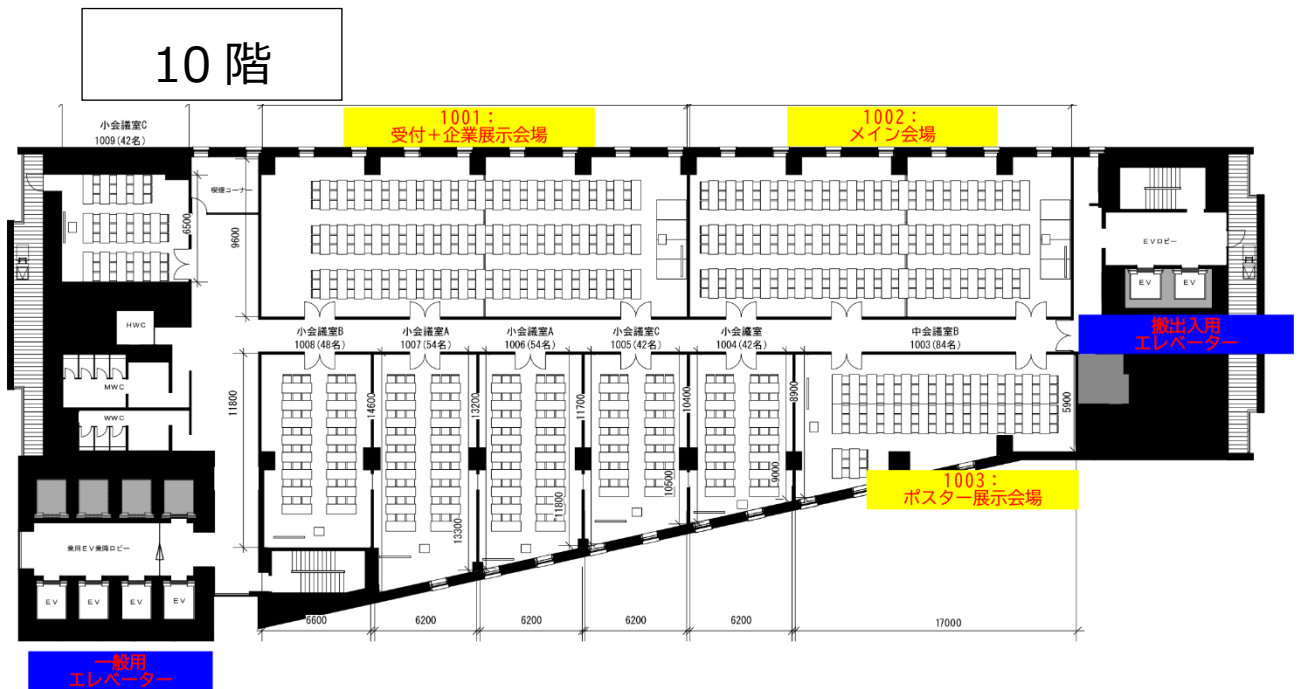 10 階
小会議室C
1009(42名)
1001：
受付＋企業展示会場
1002：
メイン会場
喫煙コーナー
6500
9600
EVロビー
EV
EV
HWC
小会議室B
1008(48名)
小会議室A
1007(54名)
小会議室A
1006(54名)
小会議室C
1005(42名)
小会議室
1004(42名)
中会議室B
1003(84名)
搬出入用
エレベーター
MWC
WWC
11800
14600
13200
11700
10400
8900
5900
13300
11800
10500
9000
1003：
ポスター展示会場
乗用EV乗降ロビー
EV
EV
EV
EV
6600
6200
6200
6200
6200
17000
一般用
エレベーター